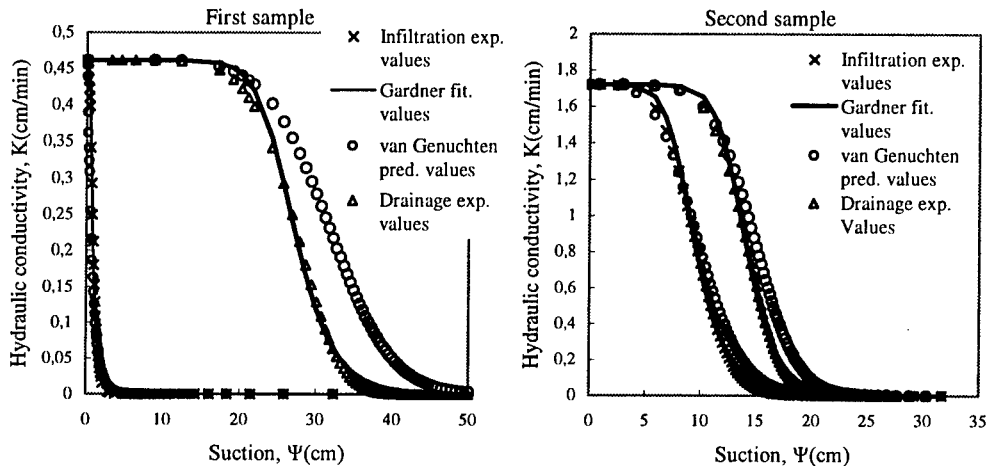 First sample
Hydraulic conductivity, K(cm/min)
0,5
0,45
0,4
0,35
0,3
0,25
0,2
0,15
0,1
0,05
0
0
10
20
30
40
50
Suction, Ψ(cm)
Infiltration exp.
values
Gardner fit.
values
van Genuchten
pred. values
Drainage exp.
values
Second sample
Hydraulic conductivity, K(cm/min)
2
1,8
1,6
1,4
1,2
1
0,8
0,6
0,4
0,2
0
0
5
10
15
20
25
30
35
Suction, Ψ(cm)
Infiltration exp.
values
Gardner fit.
values
van Genuchten
pred. values
Drainage exp.
Values